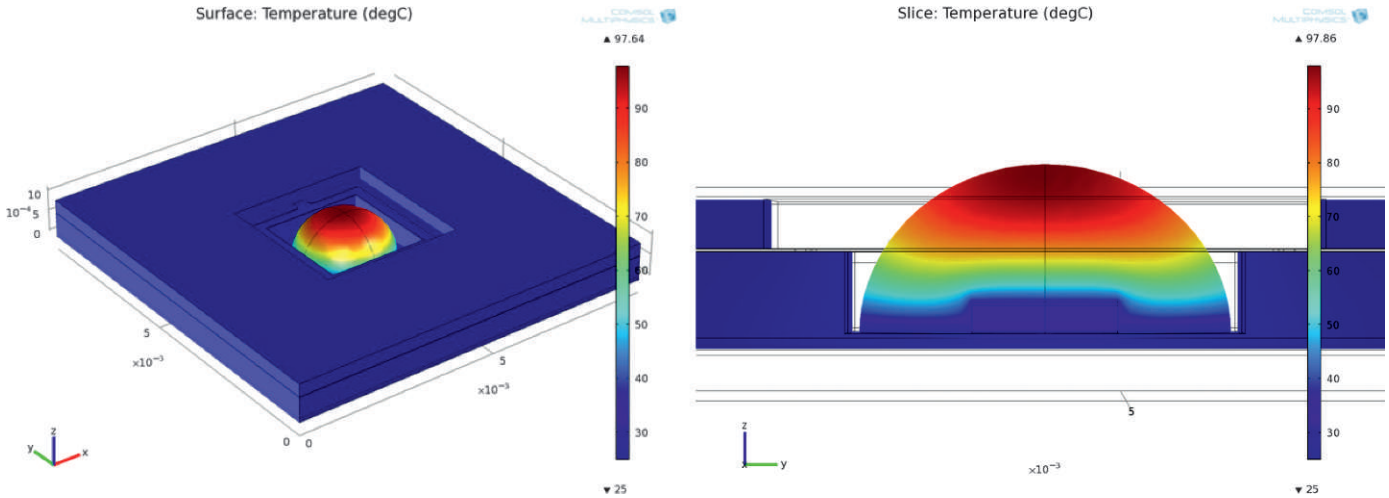 Surface: Temperature (degC)
COMSOL
MULTIPHYSICS
▲ 97.64
90
80
70
60
50
40
30
▼ 25
10
10⁻⁴ 5
0
5
×10⁻³
5
×10⁻³
0 0
z
y
x
Slice: Temperature (degC)
COMSOL
MULTIPHYSICS
▲ 97.86
90
80
70
60
50
40
30
▼ 25
5
×10⁻³
z
x
y